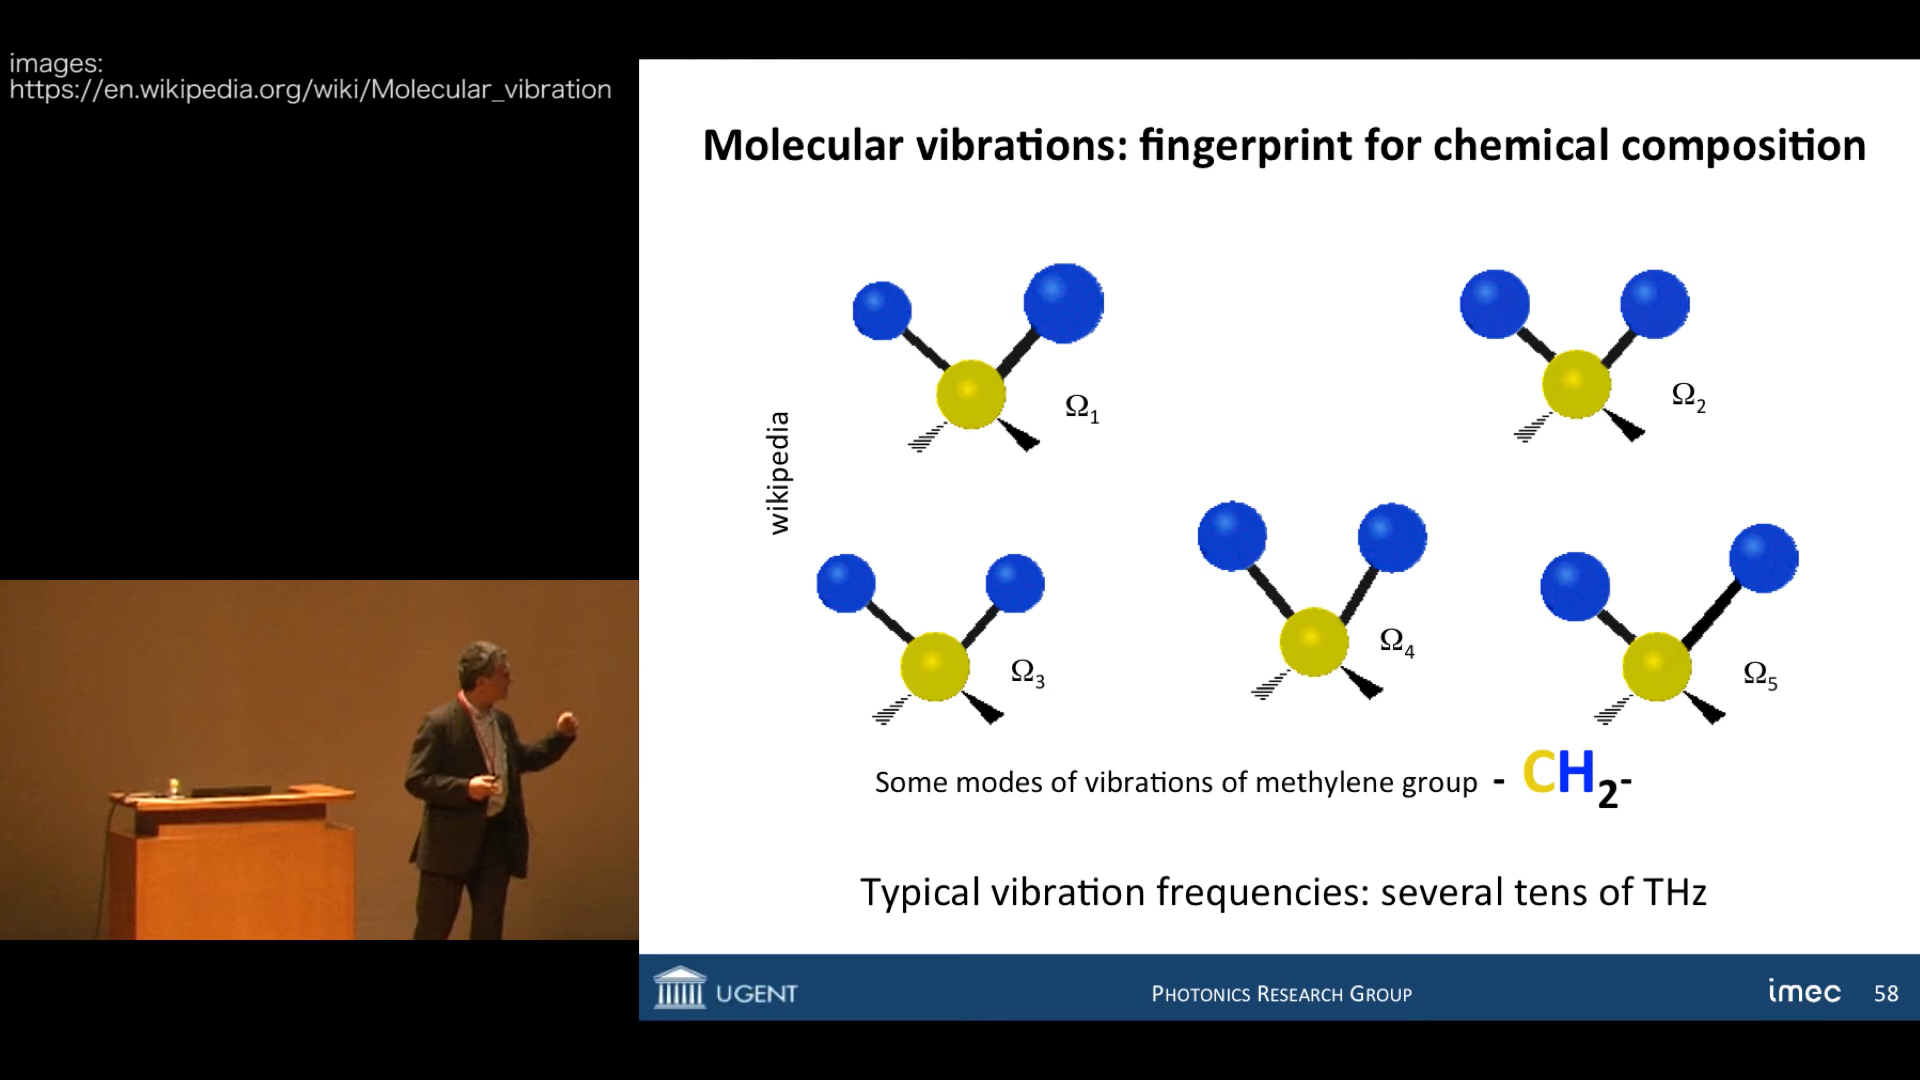 images:
https://en.wikipedia.org/wiki/Molecular_vibration
Molecular vibrations: fingerprint for chemical composition
Ω1
Ω2
wikipedia
Ω3
Ω4
Ω5
Some modes of vibrations of methylene group - CH2-
Typical vibration frequencies: several tens of THz
UGENT
PHOTONICS RESEARCH GROUP
imec
58